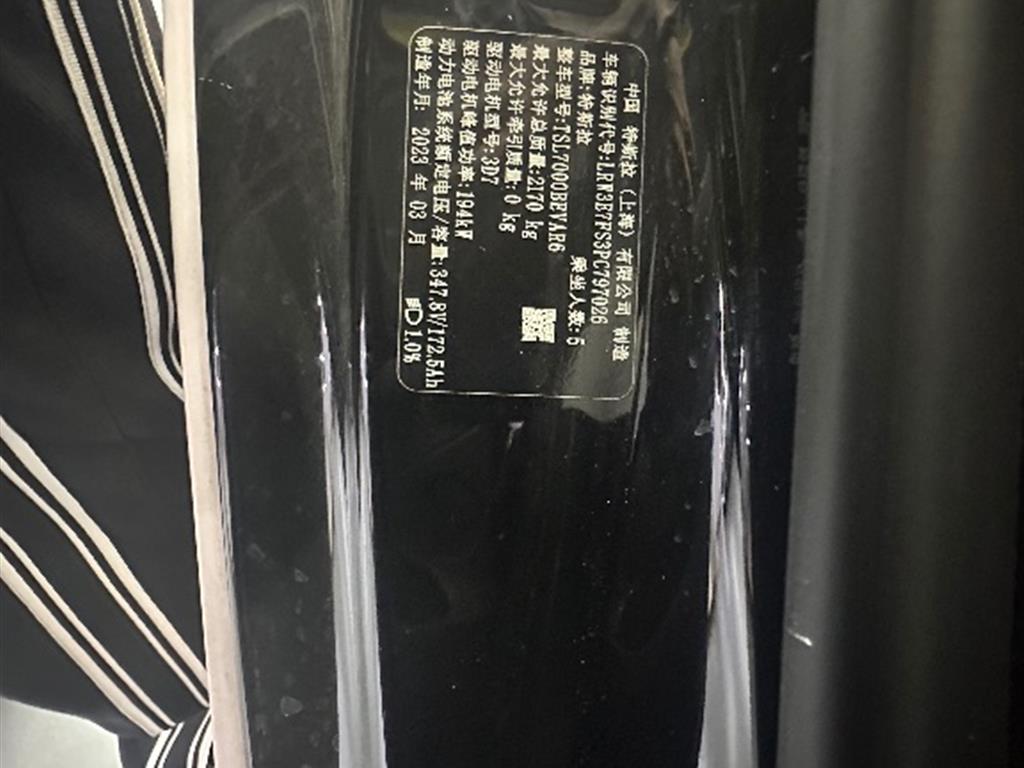 中国 特斯拉(上海)有限公司 制造
车辆识别代号:LRW3E7FS3PC797026
品牌:特斯拉 乘坐人数:5
整车型号:TSL7000BEVAR6
最大允许总质量:2170 kg
最大允许牵引质量:0 kg
驱动电机型号:3D7
驱动电机峰值功率:194kW
动力电池系统额定电压/容量:347.8V/172.5Ah
制造年月: 2023 年 03 月 1.0%